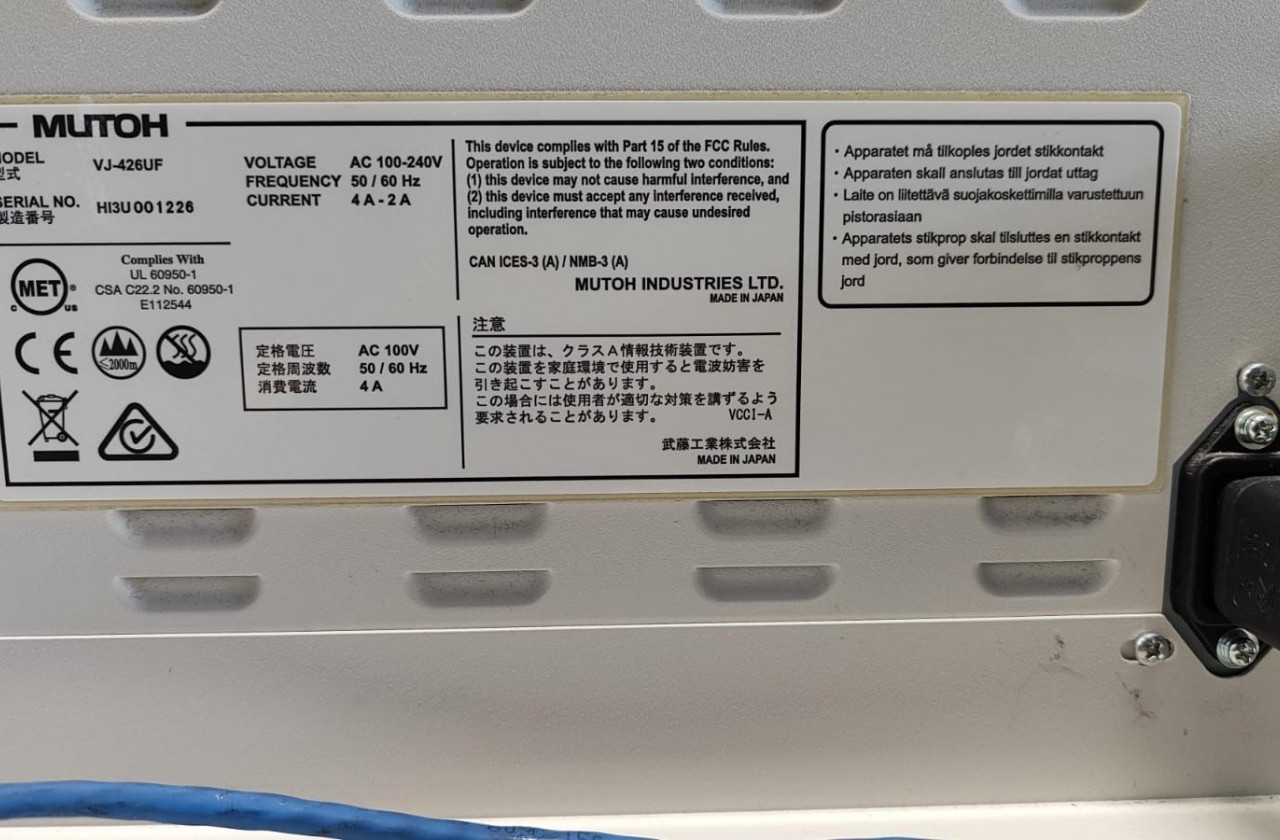 MUTOH
MODEL
型式
VJ-426UF
SERIAL NO.
製造番号
HI3U001226
VOLTAGE AC 100-240V
FREQUENCY 50 / 60 Hz
CURRENT 4 A - 2 A
Complies With
UL 60950-1
CSA C22.2 No. 60950-1
E112544
C MET US
CE
≤2000m
定格電圧 AC 100V
定格周波数 50 / 60 Hz
消費電流 4 A
This device complies with Part 15 of the FCC Rules.
Operation is subject to the following two conditions:
(1) this device may not cause harmful interference, and
(2) this device must accept any interference received,
including interference that may cause undesired
operation.
CAN ICES-3 (A) / NMB-3 (A)
MUTOH INDUSTRIES LTD.
MADE IN JAPAN
注意
この装置は、クラスA情報技術装置です。
この装置を家庭環境で使用すると電波妨害を
引き起こすことがあります。
この場合には使用者が適切な対策を講ずるよう
要求されることがあります。 VCCI-A
武藤工業株式会社
MADE IN JAPAN
・Apparatet må tilkoples jordet stikkontakt
・Apparaten skall anslutas till jordat uttag
・Laite on liitettävä suojakoskettimilla varustettuun
pistorasiaan
・Apparatets stikprop skal tilsluttes en stikkontakt
med jord, som giver forbindelse til stikproppens
jord